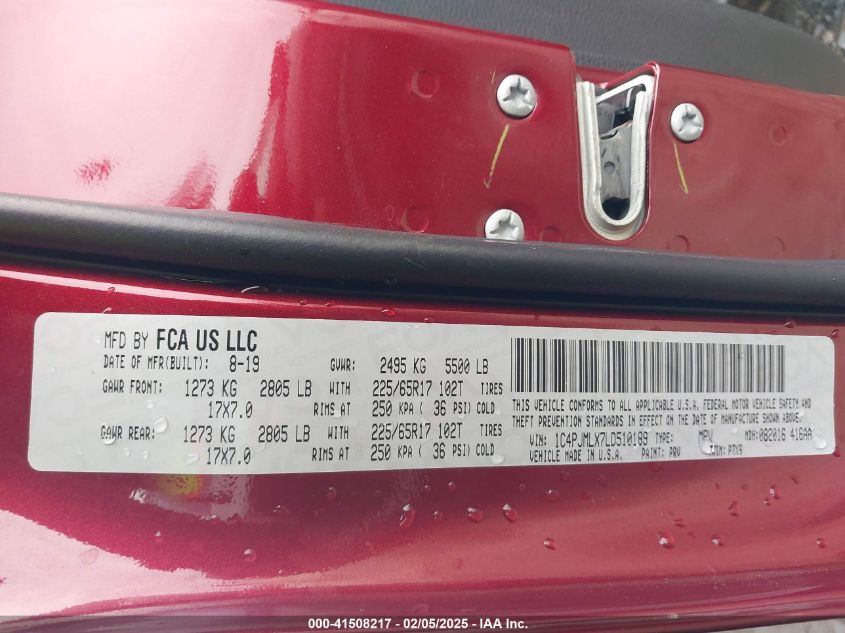 MFD BY FCA US LLC
DATE OF MFR(BUILT): 8-19 GVWR: 2495 KG 5500 LB
GAWR FRONT: 1273 KG 2805 LB WITH 225/65R17 102T TIRES
17X7.0 RIMS AT 250 KPA ( 36 PSI) COLD
GAWR REAR: 1273 KG 2805 LB WITH 225/65R17 102T TIRES
17X7.0 RIMS AT 250 KPA ( 36 PSI) COLD
THIS VEHICLE CONFORMS TO ALL APPLICABLE U.S.A. FEDERAL MOTOR VEHICLE SAFETY AND
THEFT PREVENTION STANDARDS IN EFFECT ON THE DATE OF MANUFACTURE SHOWN ABOVE.
VIN: 1C4PJMLX7LD510189 TYPE: MPV MDH: 082016 416AA
VEHICLE MADE IN U.S.A. PAINT: PRV TRIM: P7X9
000-41508217 - 02/05/2025 - IAA Inc.